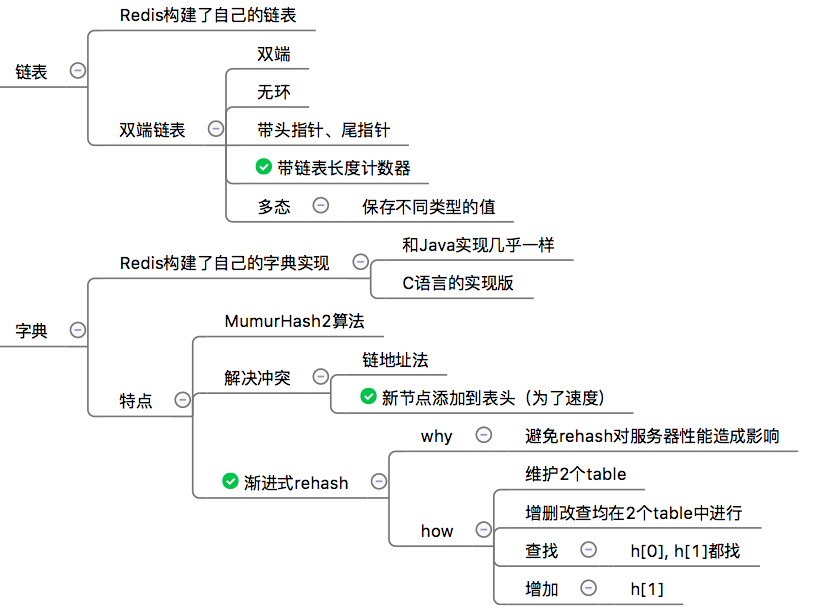 链表
Redis构建了自己的链表
双端链表
双端
无环
带头指针、尾指针
带链表长度计数器
多态
保存不同类型的值
字典
Redis构建了自己的字典实现
和Java实现几乎一样
C语言的实现版
特点
MumurHash2算法
解决冲突
链地址法
新节点添加到表头（为了速度）
渐进式rehash
why
避免rehash对服务器性能造成影响
how
维护2个table
增删改查均在2个table中进行
查找
h[0], h[1]都找
增加
h[1]